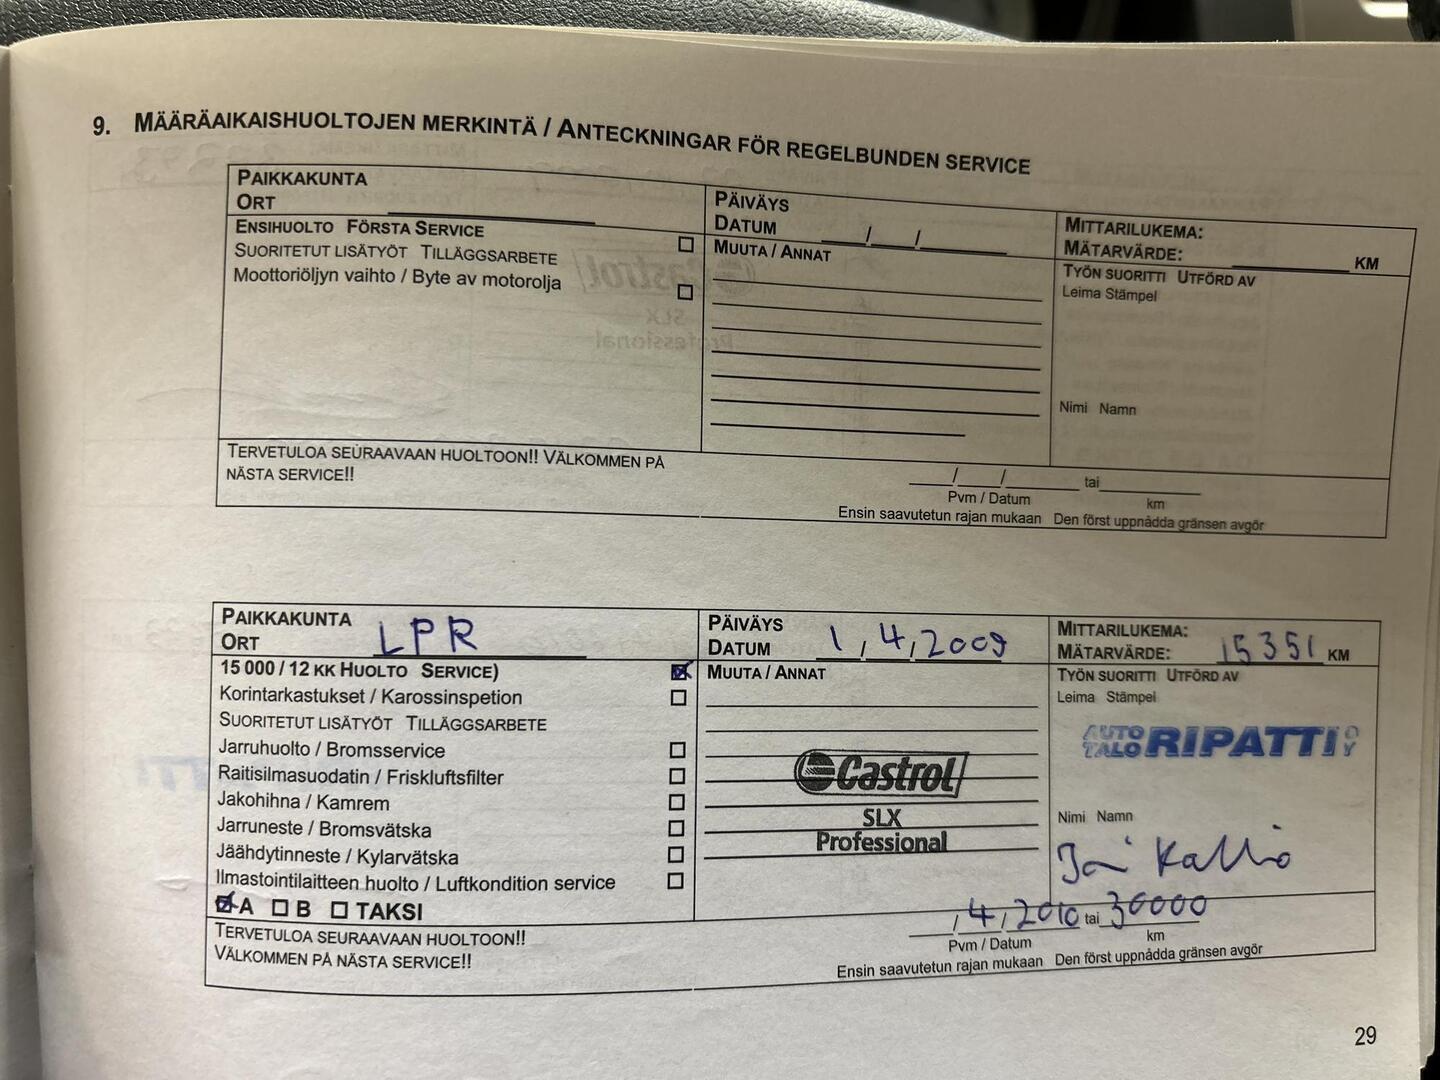 9. MÄÄRÄAIKAISHUOLTOJEN MERKINTÄ / ANTECKNINGAR FÖR REGELBUNDEN SERVICE
PAIKKAKUNTA
ORT
PÄIVÄYS
DATUM / /
MITTARILUKEMA:
MÄTARVÄRDE: KM
ENSIHUOLTO FÖRSTA SERVICE
SUORITETUT LISÄTYÖT TILLÄGGSARBETE
Moottoriöljyn vaihto / Byte av motorolja
MUUTA / ANNAT
TYÖN SUORITTI UTFÖRD AV
Leima Stämpel
Nimi Namn
TERVETULOA SEURAAVAAN HUOLTOON!! VÄLKOMMEN PÅ
NÄSTA SERVICE!!
/ / tai
Pvm / Datum km
Ensin saavutetun rajan mukaan Den först uppnådda gränsen avgör
PAIKKAKUNTA
ORT LPR
PÄIVÄYS
DATUM 1 / 4 / 2009
MITTARILUKEMA:
MÄTARVÄRDE: 15351 KM
15 000 / 12 KK HUOLTO SERVICE)
Korintarkastukset / Karossinspetion
SUORITETUT LISÄTYÖT TILLÄGGSARBETE
Jarruhuolto / Bromsservice
Raitisilmasuodatin / Friskluftsfilter
Jakohihna / Kamrem
Jarruneste / Bromsvätska
Jäähdytinneste / Kylarvätska
Ilmastointilaitteen huolto / Luftkondition service
A B TAKSI
MUUTA / ANNAT
Castrol
SLX
Professional
TYÖN SUORITTI UTFÖRD AV
Leima Stämpel
AUTO TALO RIPATTI OY
Nimi Namn
Kallio
TERVETULOA SEURAAVAAN HUOLTOON!!
VÄLKOMMEN PÅ NÄSTA SERVICE!!
/ 4 / 2010 tai 30000
Pvm / Datum km
Ensin saavutetun rajan mukaan Den först uppnådda gränsen avgör
29